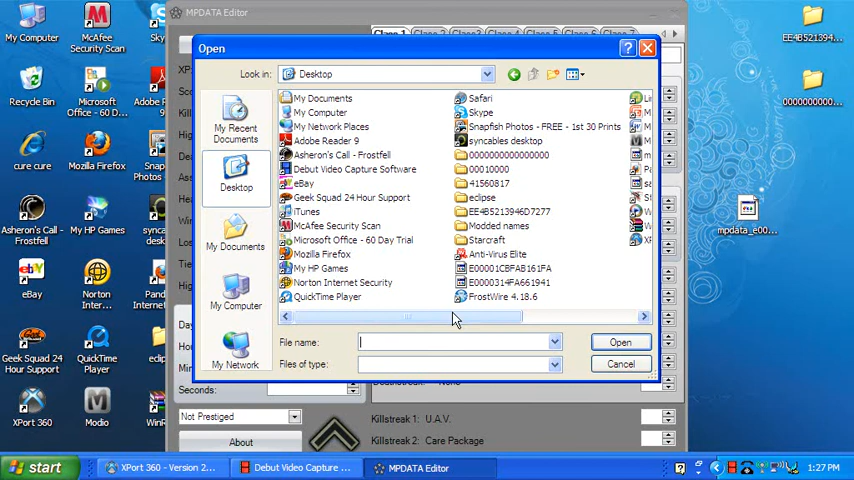 MPDATA Editor
My Computer
McAfee
Security Scan
Recycle Bin
Microsoft
Office - 60 D...
cure cure
Mozilla Firefox
Asheron's
Call - Frostfell
My HP Games
eBay
Norton
Internet
Geek Squad 24
Hour Support
QuickTime
Player
XPort 360
Modio
Open
Look in:
Desktop
My Recent
Documents
Desktop
My Documents
My Computer
My Network
My Documents
My Computer
My Network Places
Adobe Reader 9
Asheron's Call - Frostfell
Debut Video Capture Software
eBay
Geek Squad 24 Hour Support
iTunes
McAfee Security Scan
Microsoft Office - 60 Day Trial
Mozilla Firefox
My HP Games
Norton Internet Security
QuickTime Player
Safari
Skype
Snapfish Photos - FREE - 1st 30 Prints
syncables desktop
0000000000000000
00010000
41560817
eclipse
EE4B5213946D7277
Modded names
Starcraft
Anti-Virus Elite
E00001CBFAB161FA
E0000314FA661941
FrostWire 4.18.6
File name:
Open
Files of type:
Cancel
Seconds:
Not Prestiged
About
Killstreak 1: U.A.V.
Killstreak 2: Care Package
EE4B521394...
0000000000...
mpdata_e00...
start
XPort 360 - Version 2...
Debut Video Capture ...
MPDATA Editor
1:27 PM